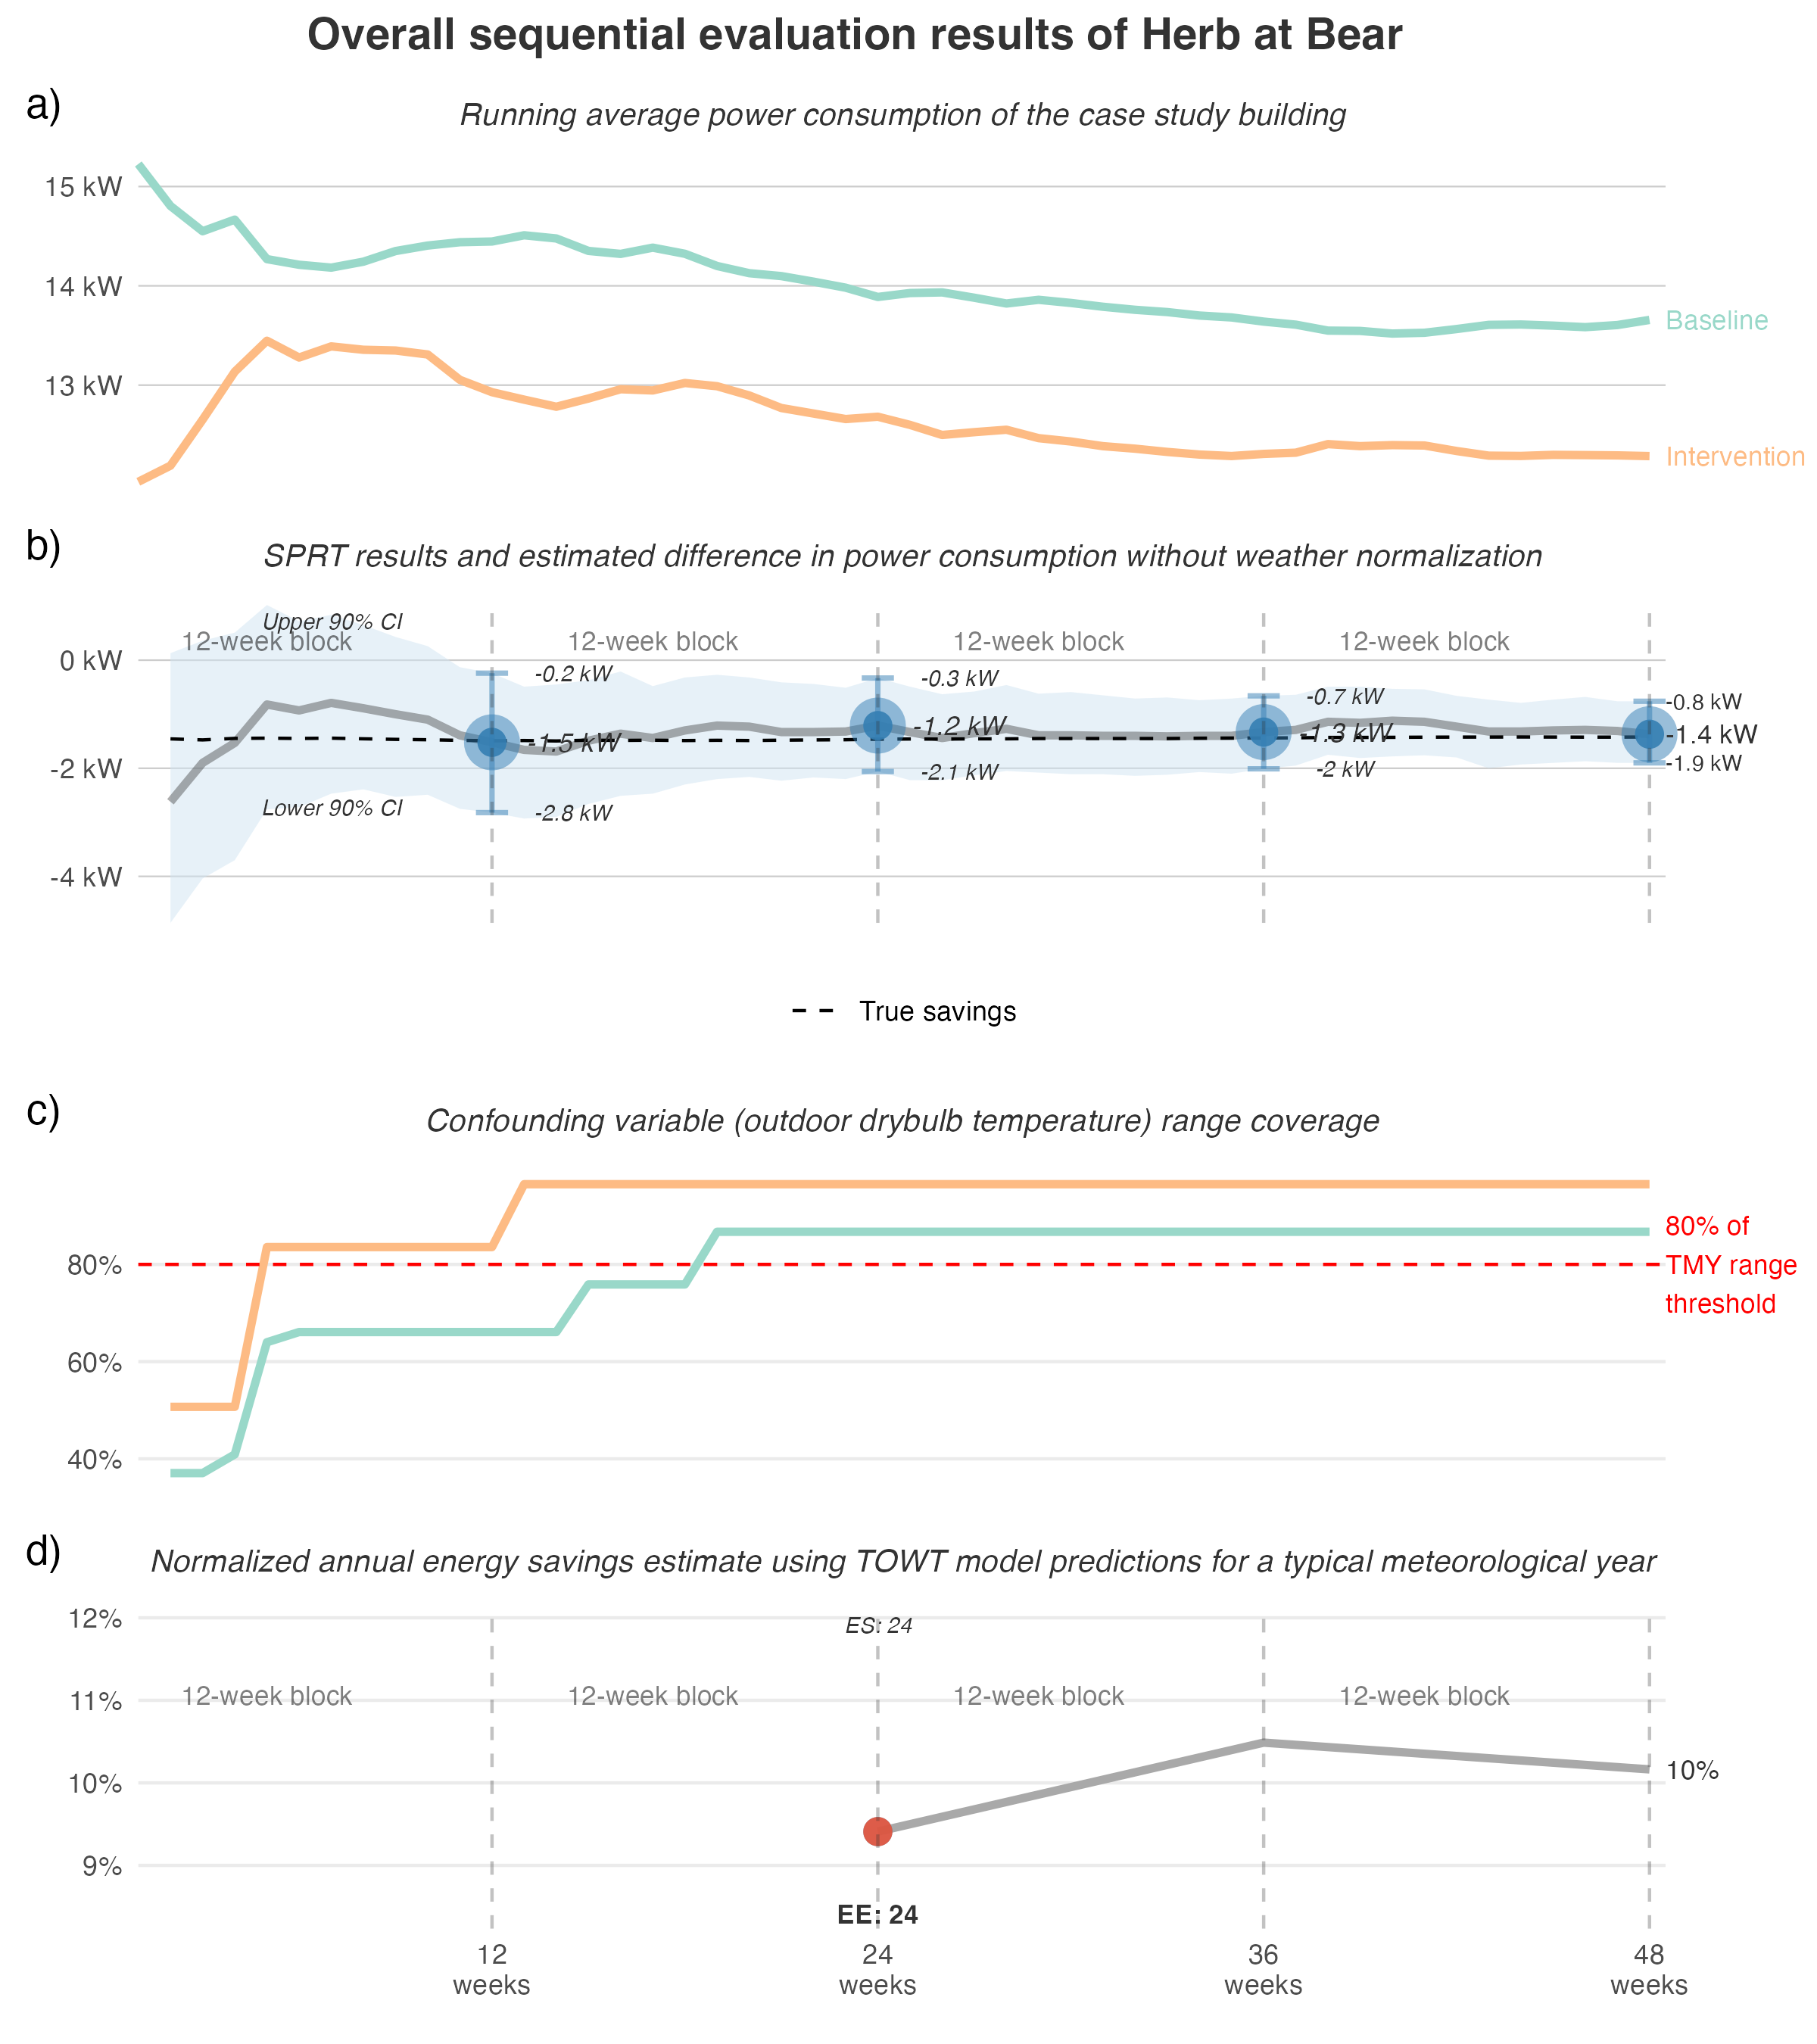 Overall sequential evaluation results of Herb at Bear
a)
Running average power consumption of the case study building
15 kW
14 kW
13 kW
Baseline
Intervention
b)
SPRT results and estimated difference in power consumption without weather normalization
Upper 90% CI
12-week block
12-week block
12-week block
12-week block
0 kW
-2 kW
-4 kW
-0.2 kW
-1.5 kW
-2.8 kW
-0.3 kW
-1.2 kW
-2.1 kW
-0.7 kW
-1.3 kW
-2 kW
-0.8 kW
-1.4 kW
-1.9 kW
Lower 90% CI
True savings
c)
Confounding variable (outdoor drybulb temperature) range coverage
80%
60%
40%
80% of
TMY range
threshold
d)
Normalized annual energy savings estimate using TOWT model predictions for a typical meteorological year
12%
11%
10%
9%
ES: 24
12-week block
12-week block
12-week block
12-week block
10%
EE: 24
12
weeks
24
weeks
36
weeks
48
weeks